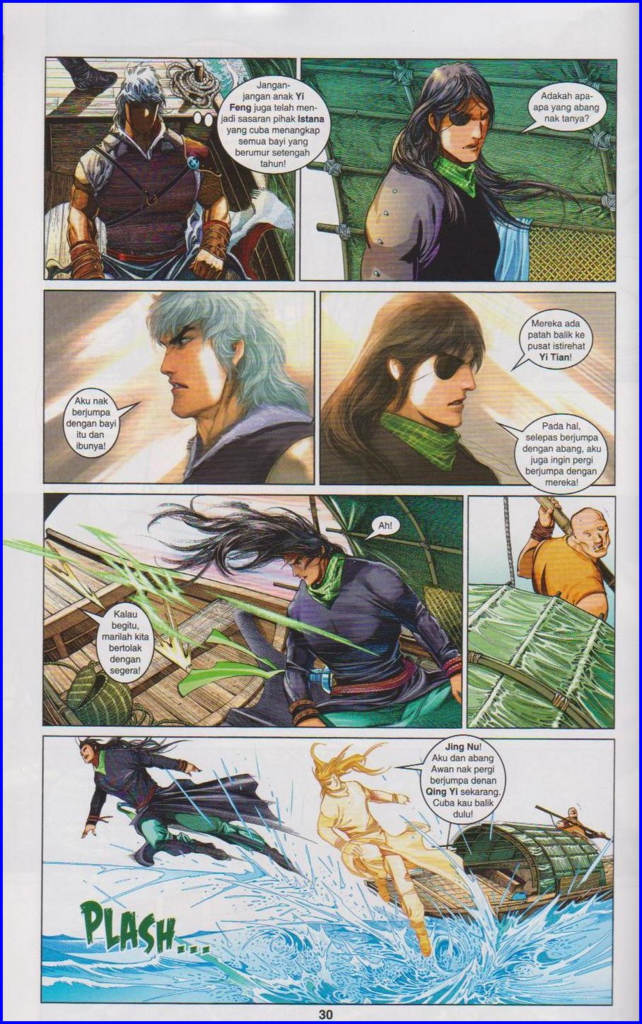 Jangan-
jangan anak Yi
Feng juga telah men-
jadi sasaran pihak Istana
yang cuba menangkap
semua bayi yang
berumur setengah
tahun!
Adakah apa-
apa yang abang
nak tanya?
Aku nak
berjumpa
dengan bayi
itu dan
ibunya!
Mereka ada
patah balik ke
pusat istirehat
Yi Tian!
Pada hal,
selepas berjumpa
dengan abang, aku
juga ingin pergi
berjumpa dengan
mereka!
Ah!
Kalau
begitu,
marilah kita
bertolak
dengan
segera!
Jing Nu!
Aku dan abang
Awan nak pergi
berjumpa denan
Qing Yi sekarang.
Cuba kau balik
dulu!
PLASH...
30